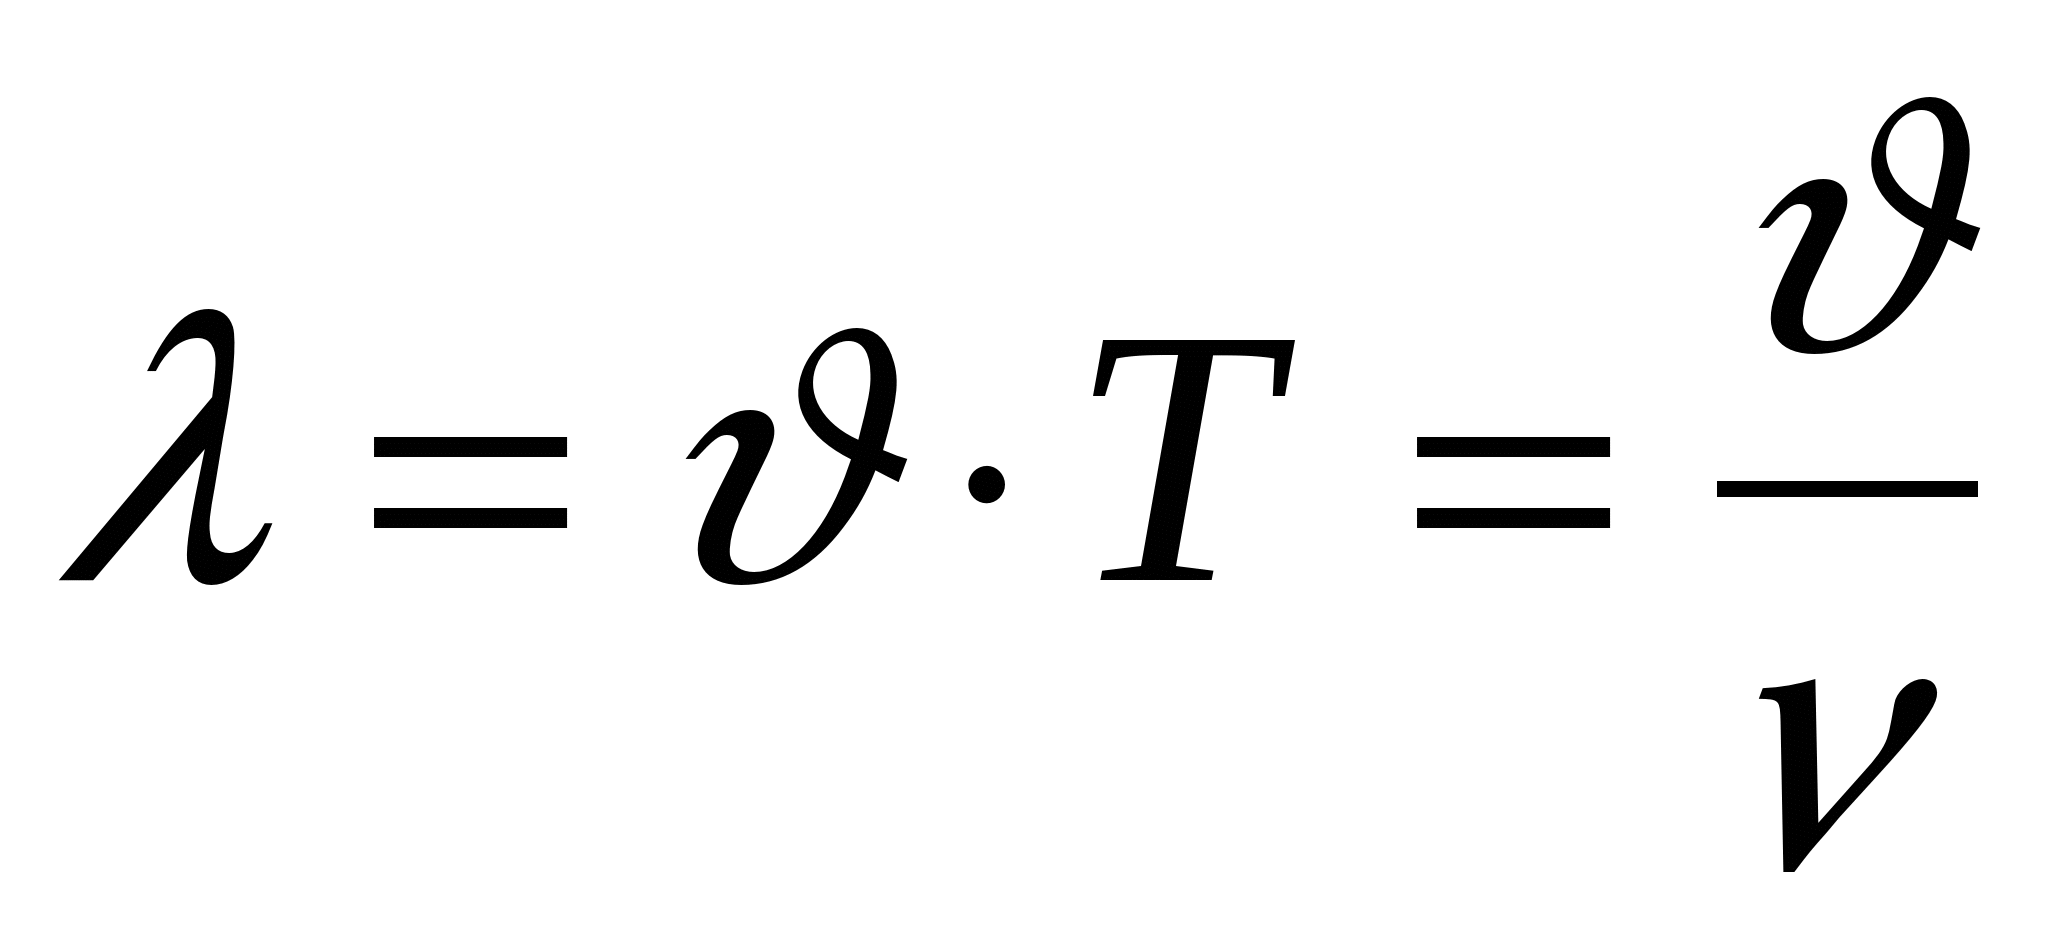 λ = ϑ · T = ϑ / ν